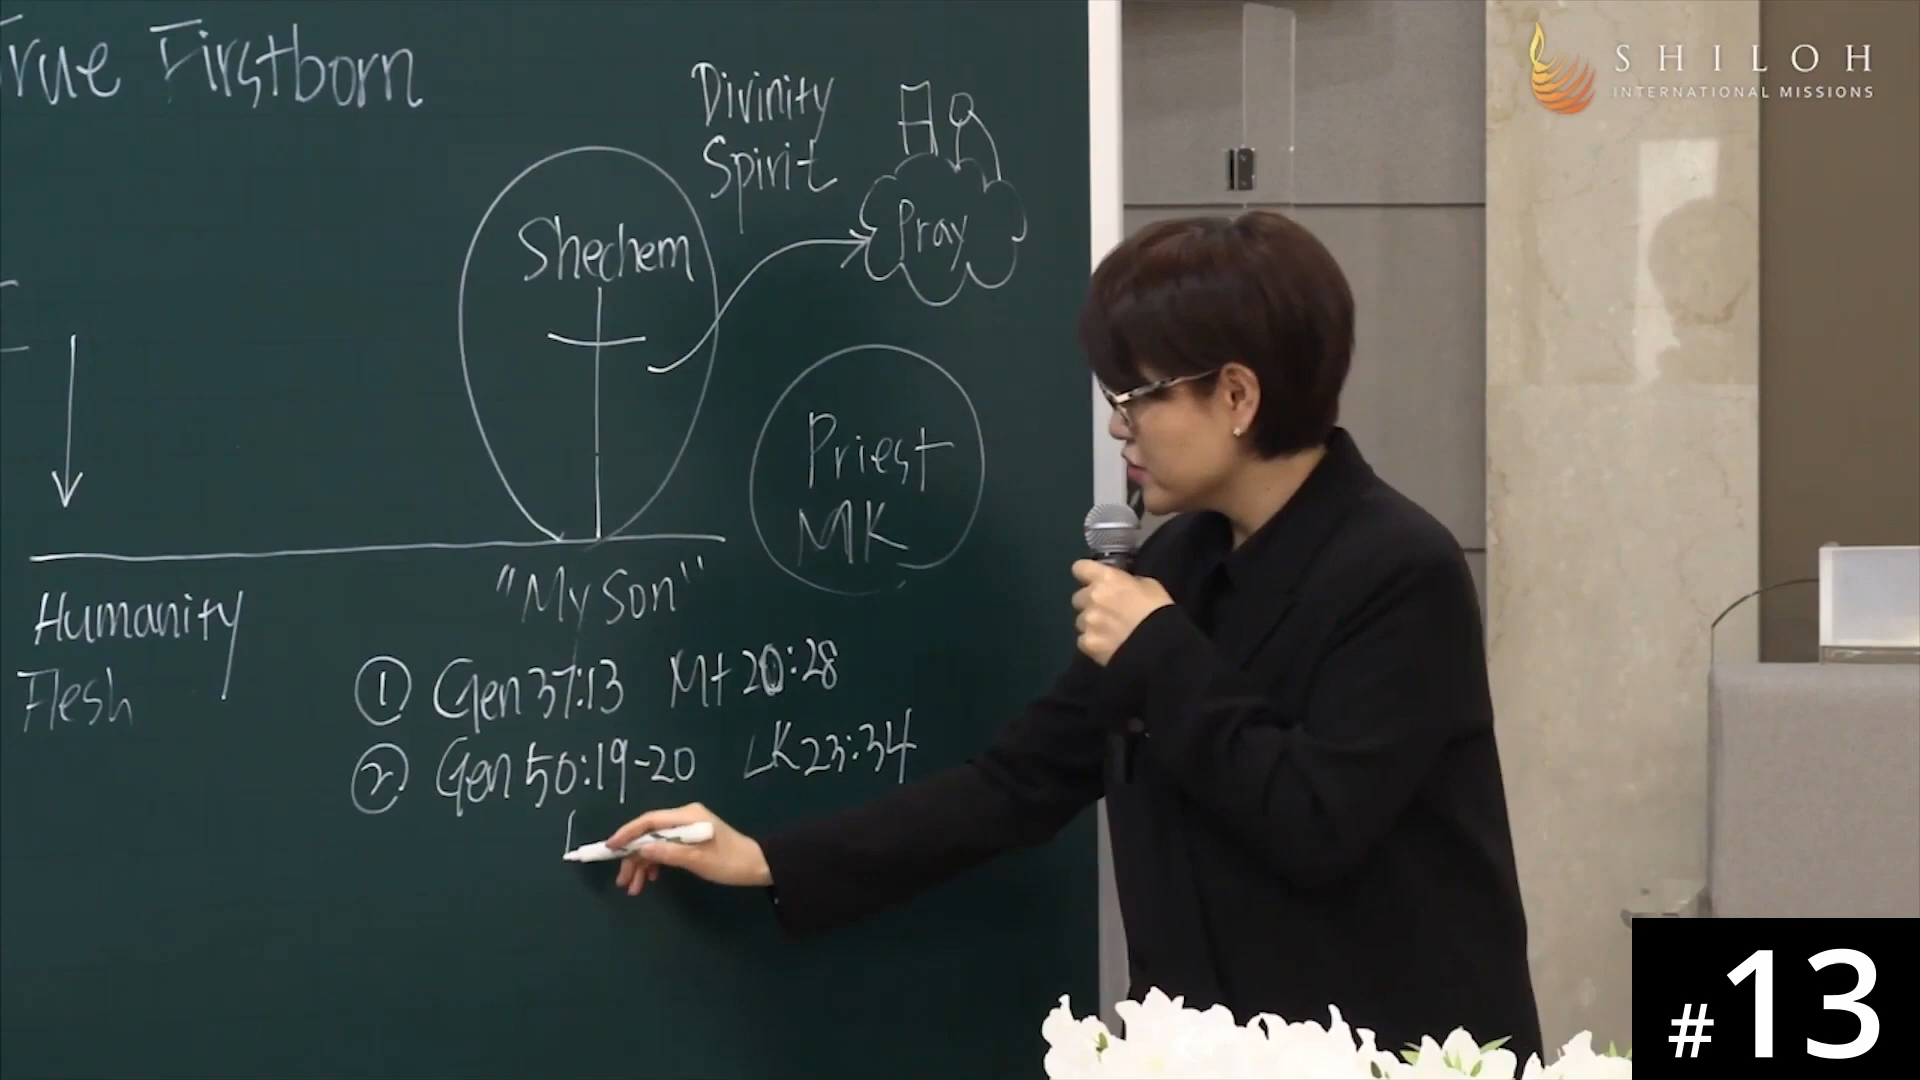 True Firstborn
Divinity
Spirit
Shechem
Pray
Priest
MK
"My Son"
Humanity
Flesh
① Gen 37:13 Mt 20:28
② Gen 50:19-20 LK 23:34
SHILOH
INTERNATIONAL MISSIONS
#13